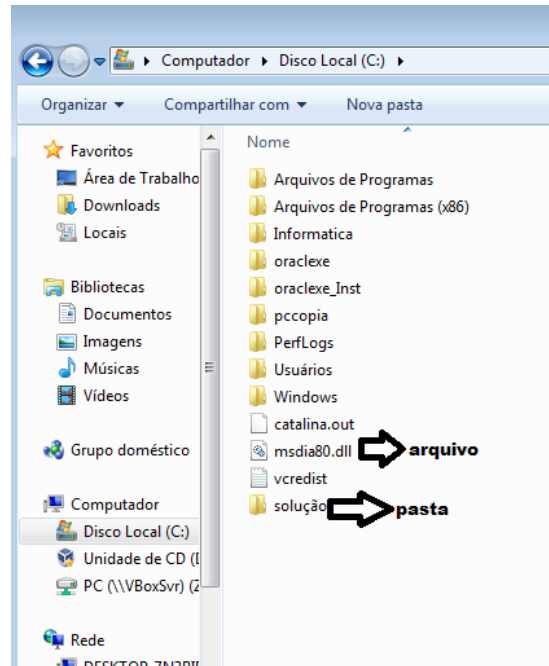 Computador ▸ Disco Local (C:) ▸
Organizar Compartilhar com Nova pasta
Favoritos
Área de Trabalho
Downloads
Locais
Bibliotecas
Documentos
Imagens
Músicas
Vídeos
Grupo doméstico
Computador
Disco Local (C:)
Unidade de CD (
PC (\\VBoxSvr) (
Rede
Nome
Arquivos de Programas
Arquivos de Programas (x86)
Informatica
oraclexe
oraclexe_Inst
pccopia
PerfLogs
Usuários
Windows
catalina.out
msdia80.dll arquivo
vcredist
solução pasta